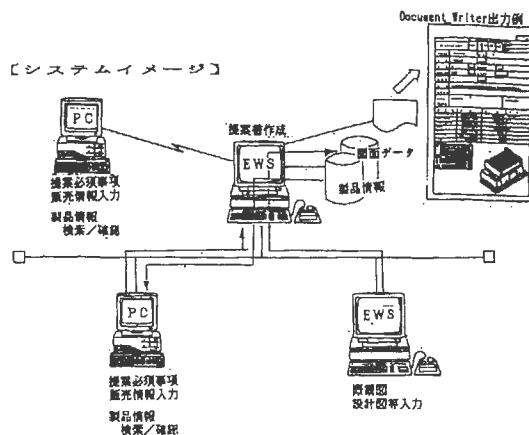 Document Writer出力例
[システムイメージ]
PC
提案書作成
EWS
図面データ
製品情報
提案必須事項
販売情報入力
製品情報
検索／確認
PC
EWS
提案必須事項
販売情報入力
製品情報
検索／確認
設計図等入力